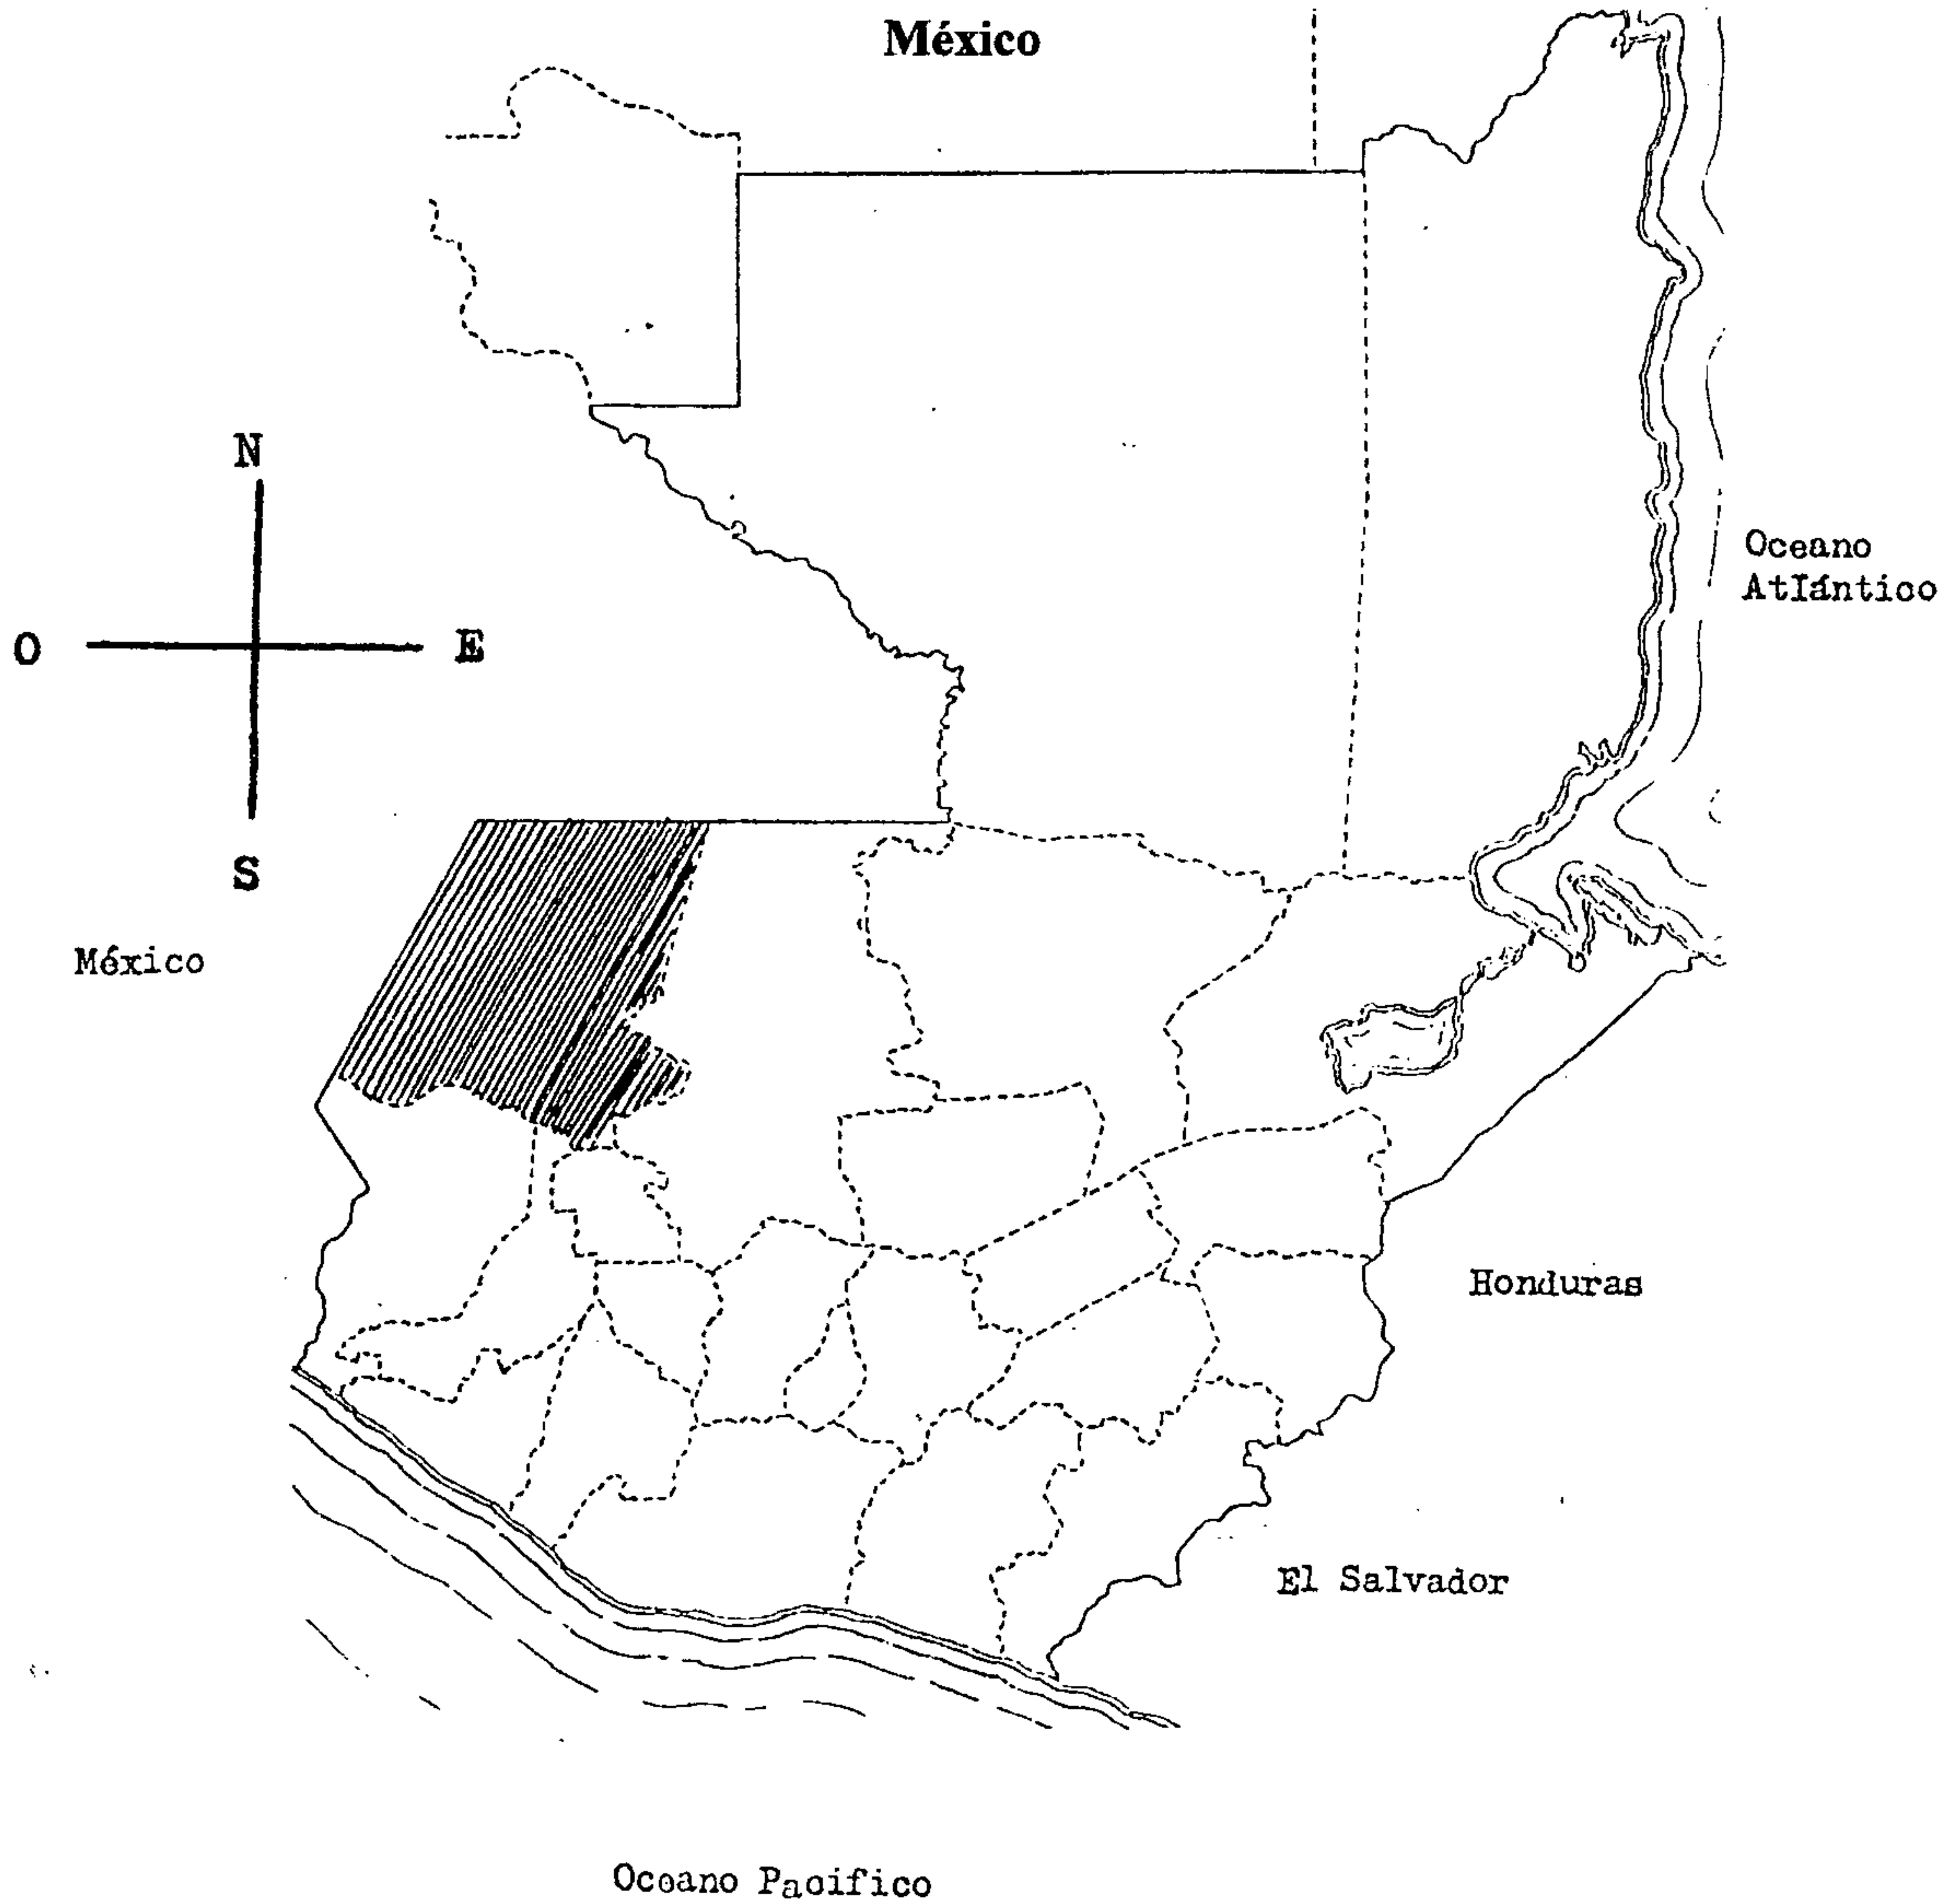 México
N
Oceano
Atlántico
O
E
S
México
Honduras
El Salvador
Oceano Pacifico